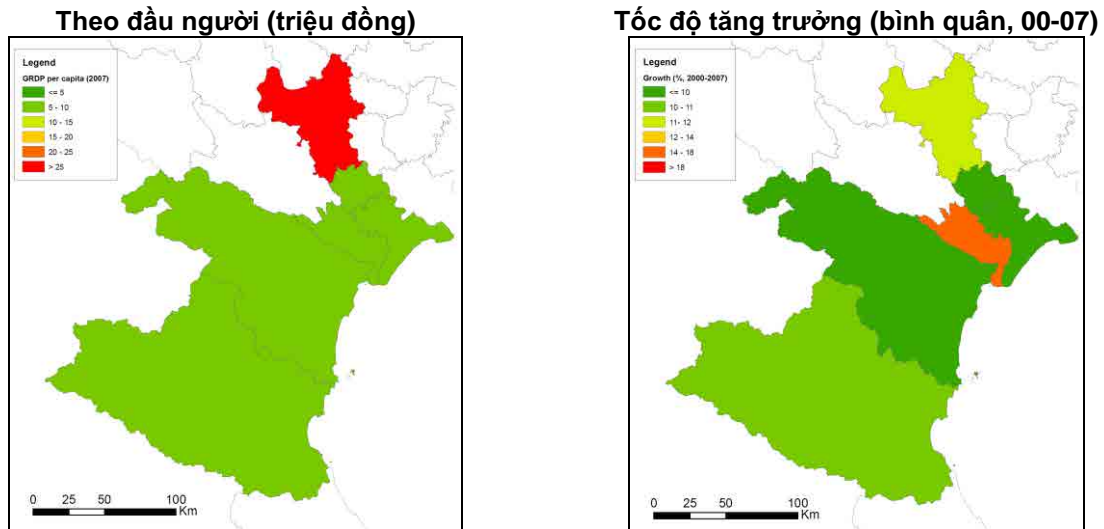 Theo đầu người (triệu đồng)
Legend
GRDP per capita (2007)
<= 5
5 - 10
10 - 15
15 - 20
20 - 25
> 25
0 25 50 100
Km
Tốc độ tăng trưởng (bình quân, 00-07)
Legend
Growth (%, 2000-2007)
<= 10
10 - 11
11- 12
12 - 14
14 - 18
> 18
0 25 50 100
Km